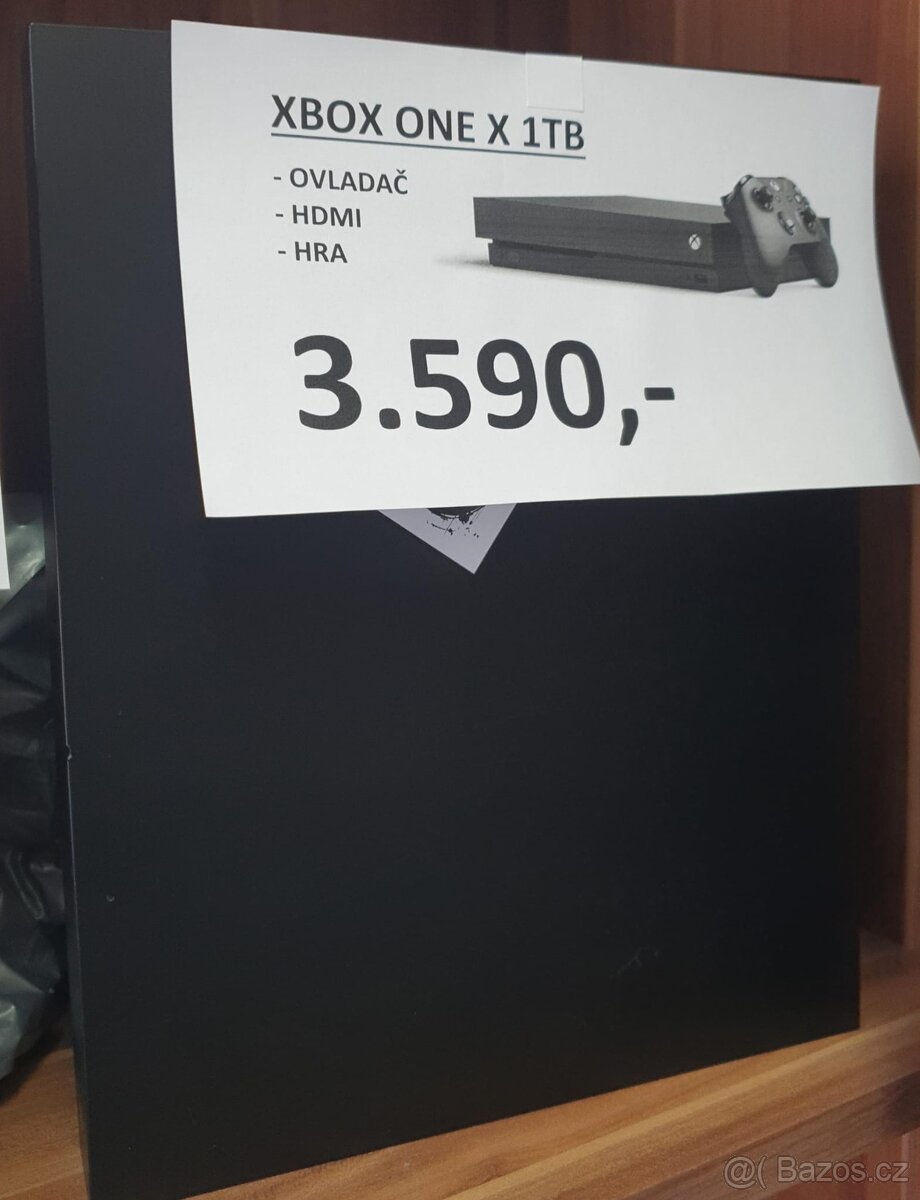 XBOX ONE X 1TB
- OVLADAČ
- HDMI
- HRA
3.590,-
@( Bazos.cz